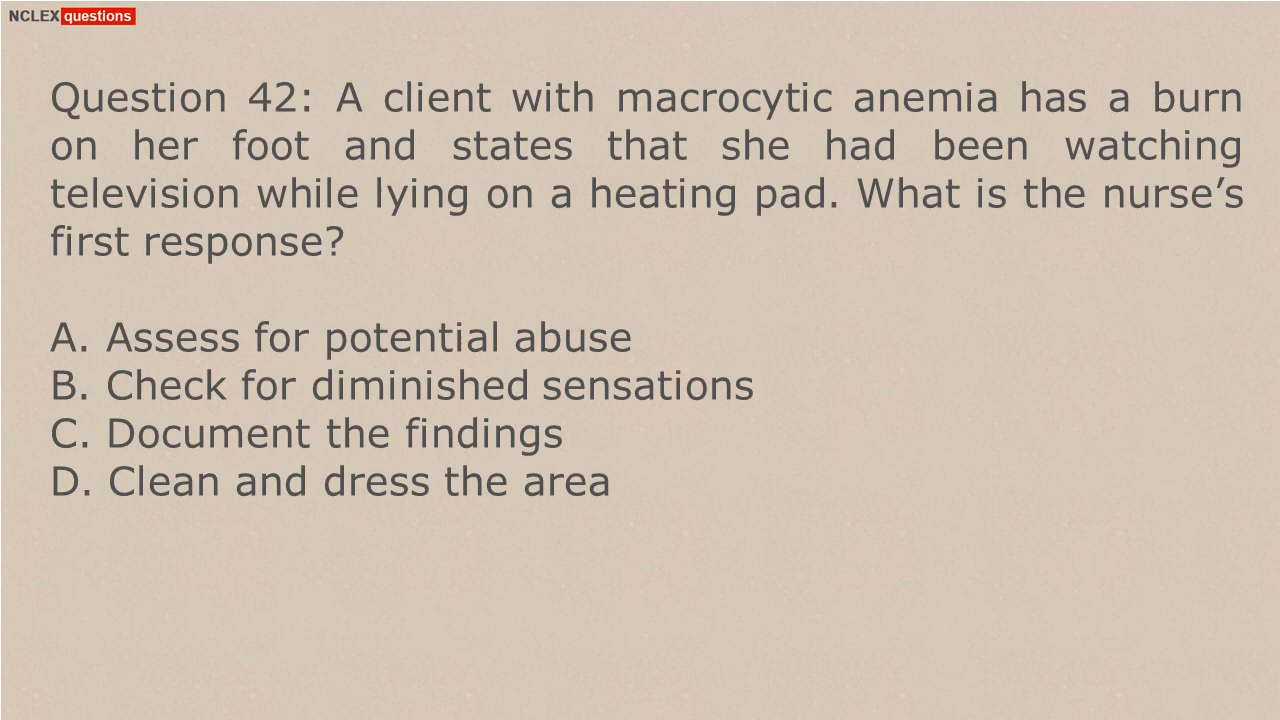 NCLEX questions
Question 42: A client with macrocytic anemia has a burn
on her foot and states that she had been watching
television while lying on a heating pad. What is the nurse’s
first response?
A. Assess for potential abuse
B. Check for diminished sensations
C. Document the findings
D. Clean and dress the area